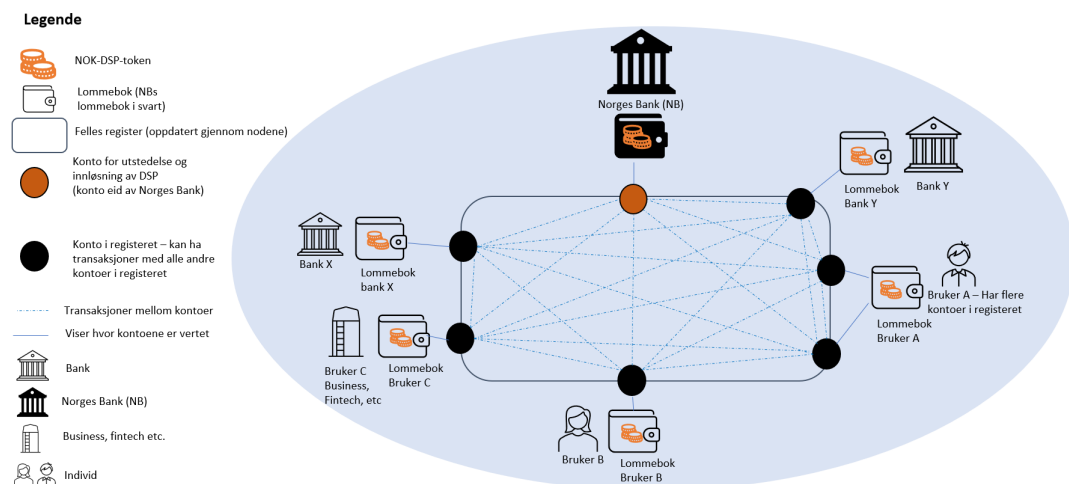 Legende
NOK-DSP-token
Lommebok (NBs
lommebok i svart)
Felles register (oppdatert gjennom nodene)
Konto for utstedelse og
innløsning av DSP
(konto eid av Norges Bank)
Konto i registeret – kan ha
transaksjoner med alle andre
kontoer i registeret
Transaksjoner mellom kontoer
Viser hvor kontoene er vertet
Bank
Norges Bank (NB)
Business, fintech etc.
Individ
Norges Bank (NB)
Lommebok
Bank Y
Bank Y
Bank X
Lommebok
bank X
Bruker A – Har flere
kontoer i registeret
Lommebok
Bruker A
Bruker C
Business,
Fintech, etc
Lommebok
Bruker C
Bruker B
Lommebok
Bruker B